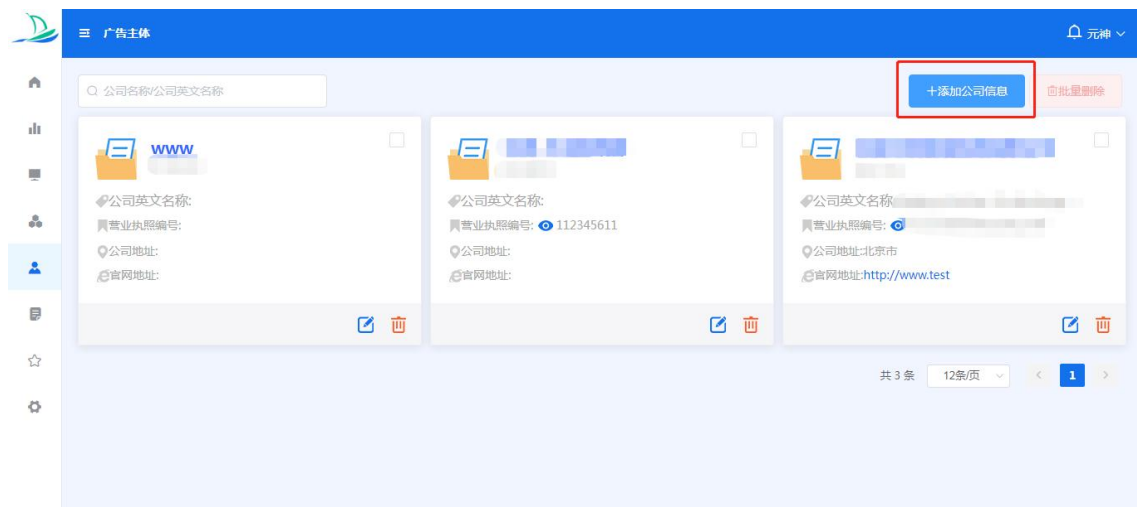 广告主体
元神
公司名称/公司英文名称
+添加公司信息
批量删除
www
公司英文名称:
营业执照编号:
公司地址:
官网地址:
公司英文名称:
营业执照编号: 112345611
公司地址:
官网地址:
公司英文名称
营业执照编号:
公司地址:北京市
官网地址:http://www.test
共 3 条
12条/页
1